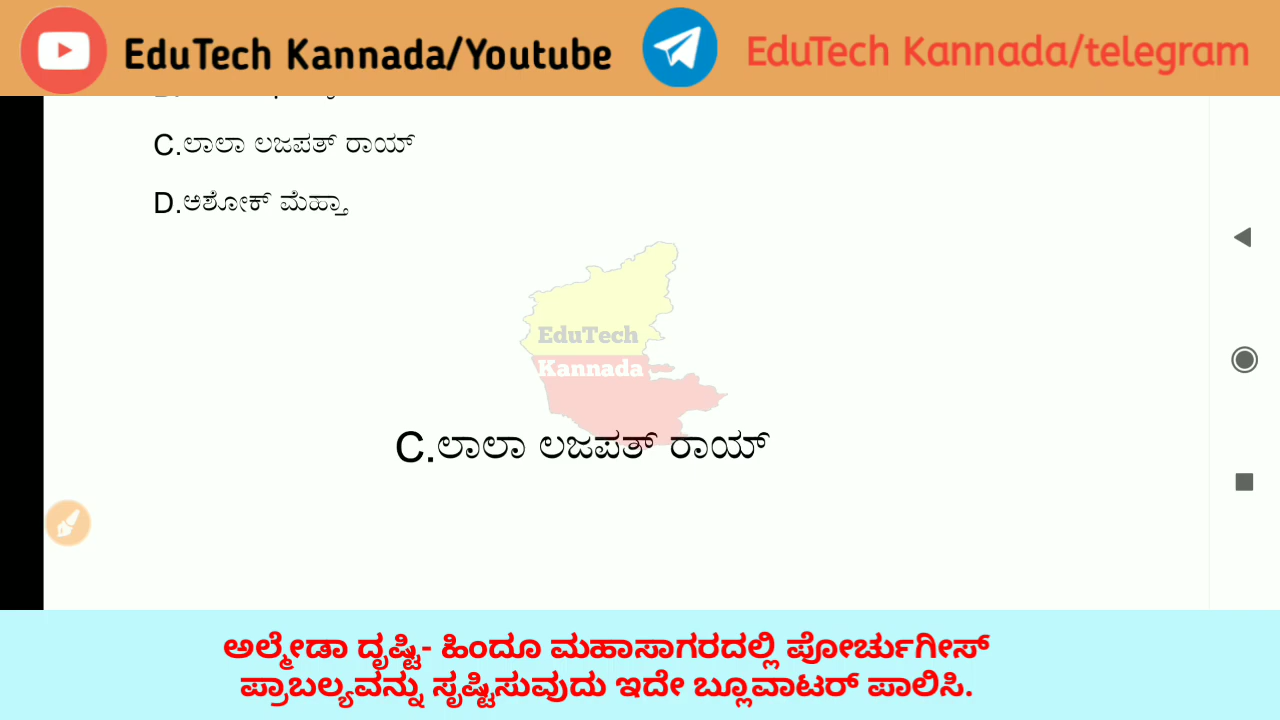 EduTech Kannada/Youtube
EduTech Kannada/telegram
C.ಲಾಲಾ ಲಜಪತ್ ರಾಯ್
D.ಅಶೋಕ್ ಮೆಹ್ತಾ
EduTech
Kannada
C.ಲಾಲಾ ಲಜಪತ್ ರಾಯ್
ಅಲ್ಮೇಡಾ ದೃಷ್ಟಿ- ಹಿಂದೂ ಮಹಾಸಾಗರದಲ್ಲಿ ಪೋರ್ಚುಗೀಸ್
ಪ್ರಾಬಲ್ಯವನ್ನು ಸೃಷ್ಟಿಸುವುದು ಇದೇ ಬ್ಲೂವಾಟರ್ ಪಾಲಿಸಿ.